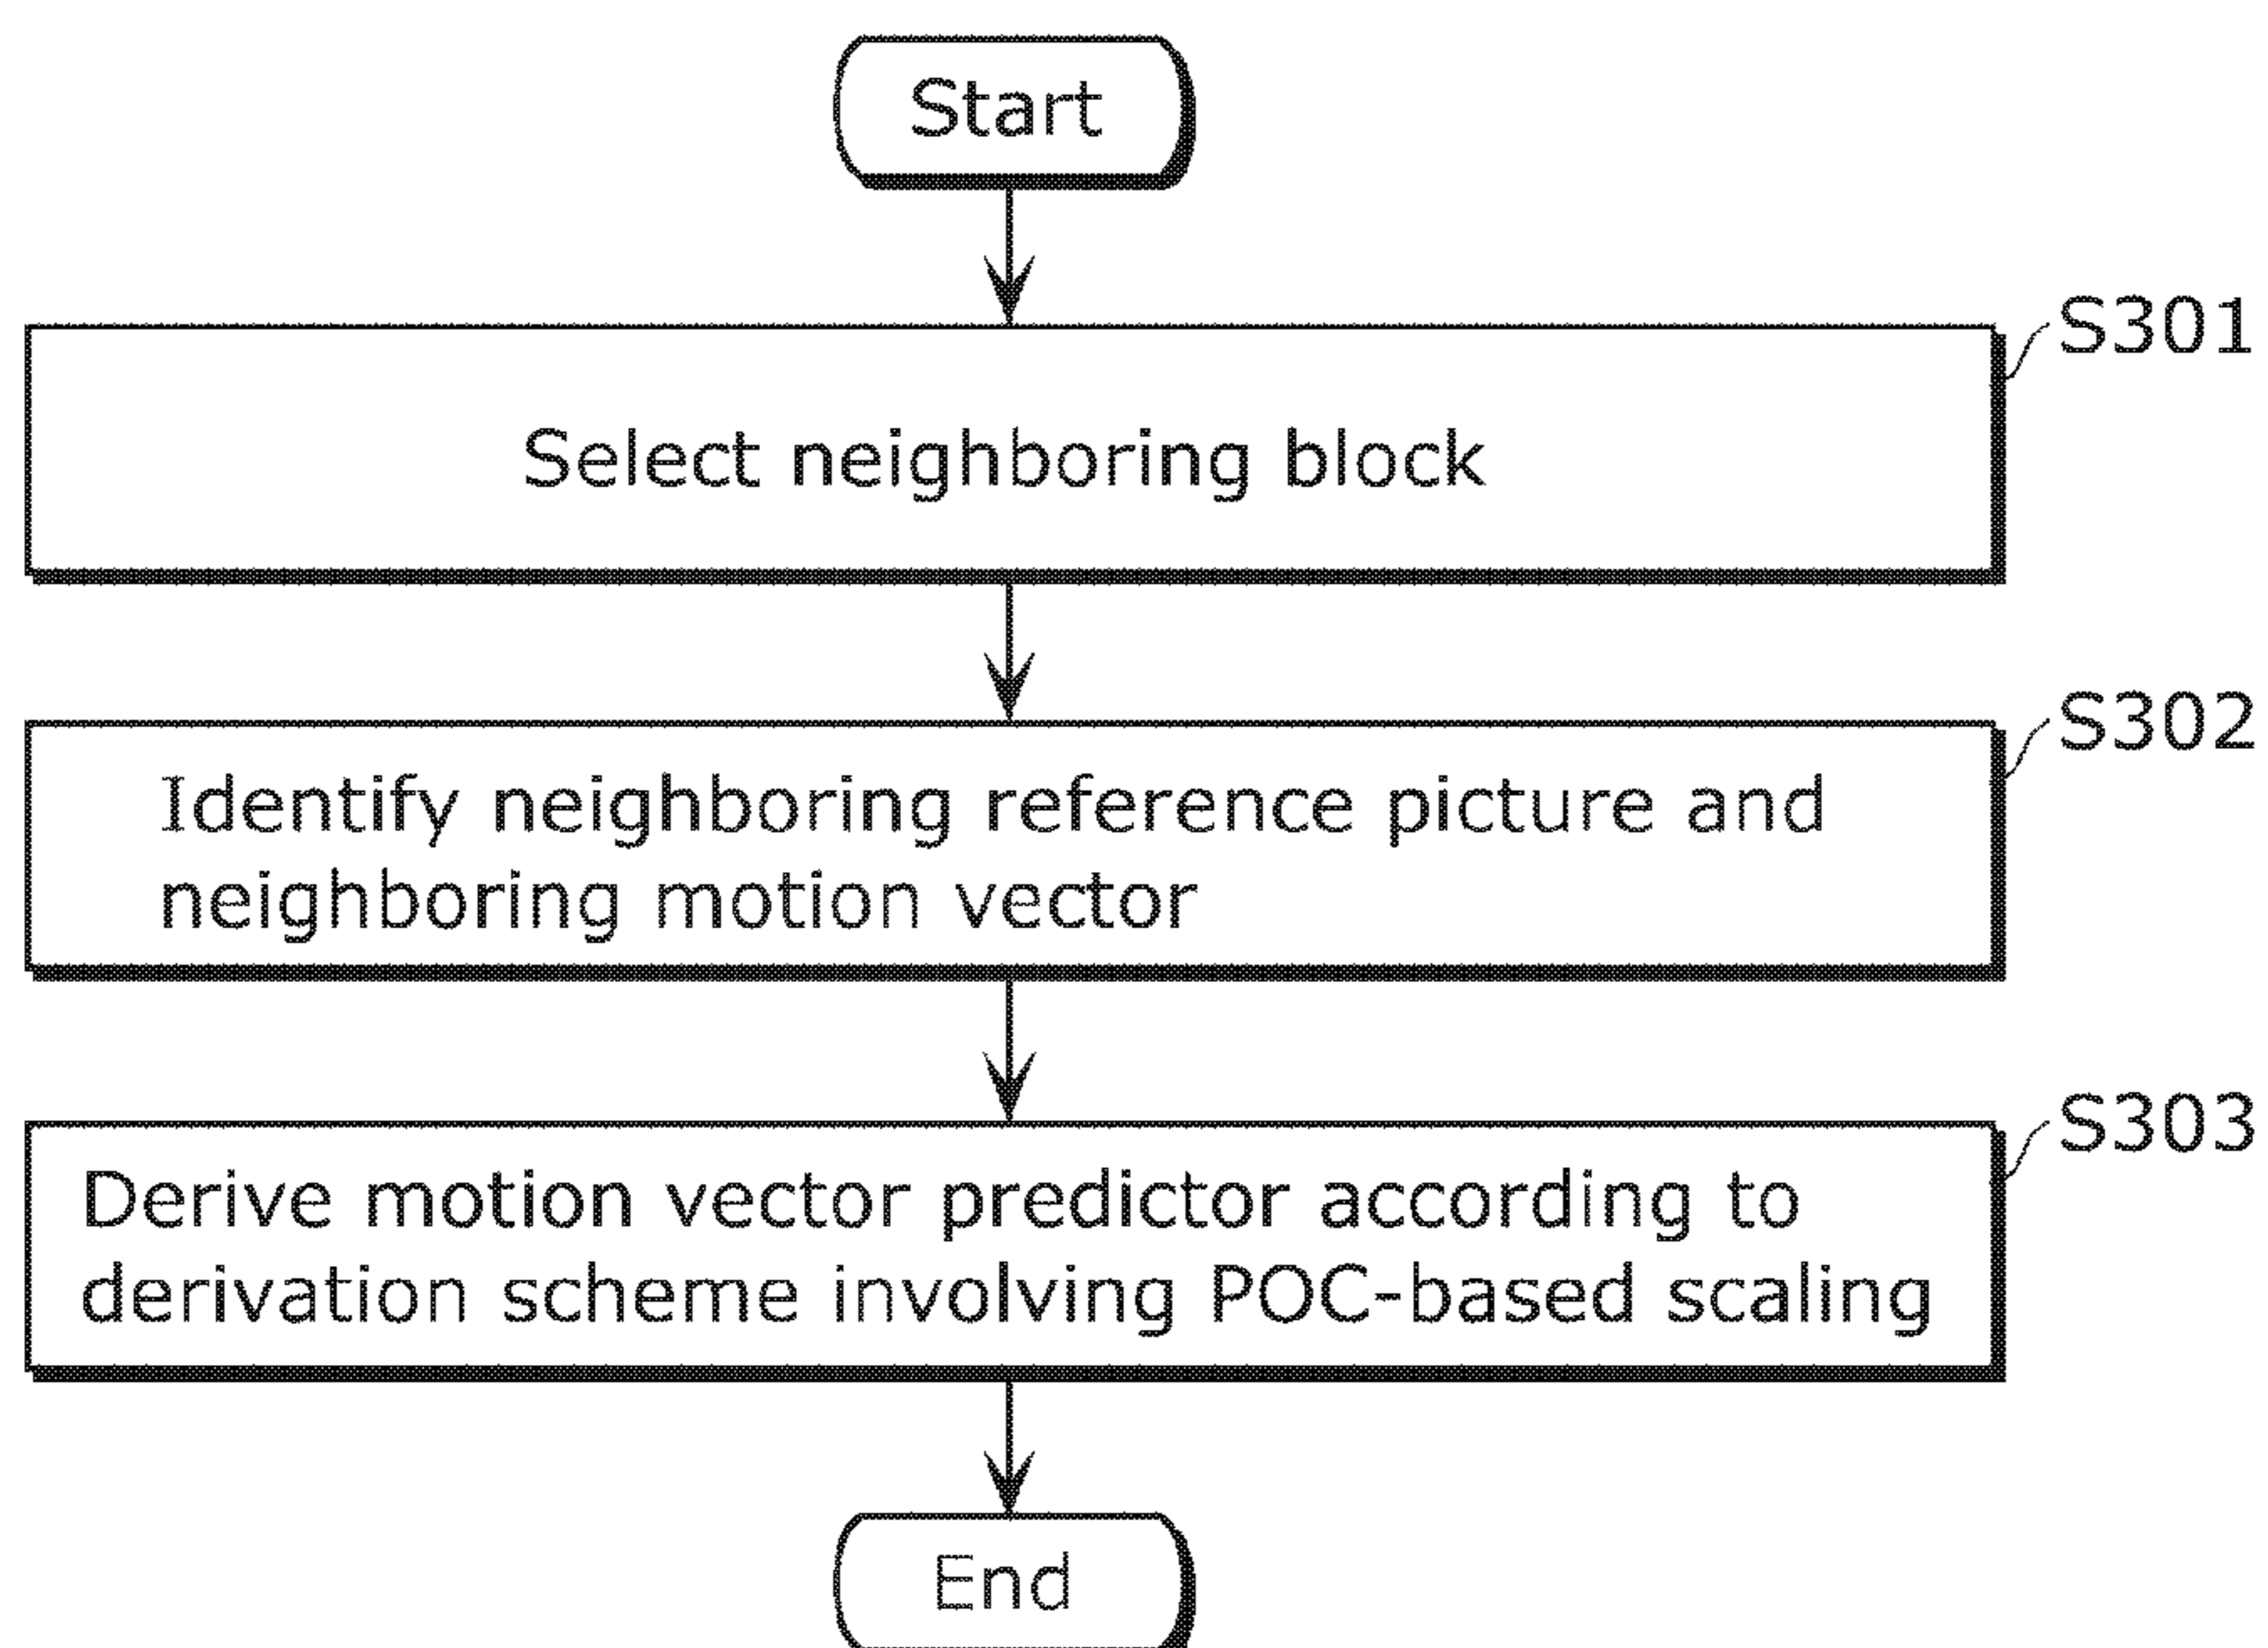 Start
S301
Select neighboring block
S302
Identify neighboring reference picture and
neighboring motion vector
S303
Derive motion vector predictor according to
derivation scheme involving POC-based scaling
End